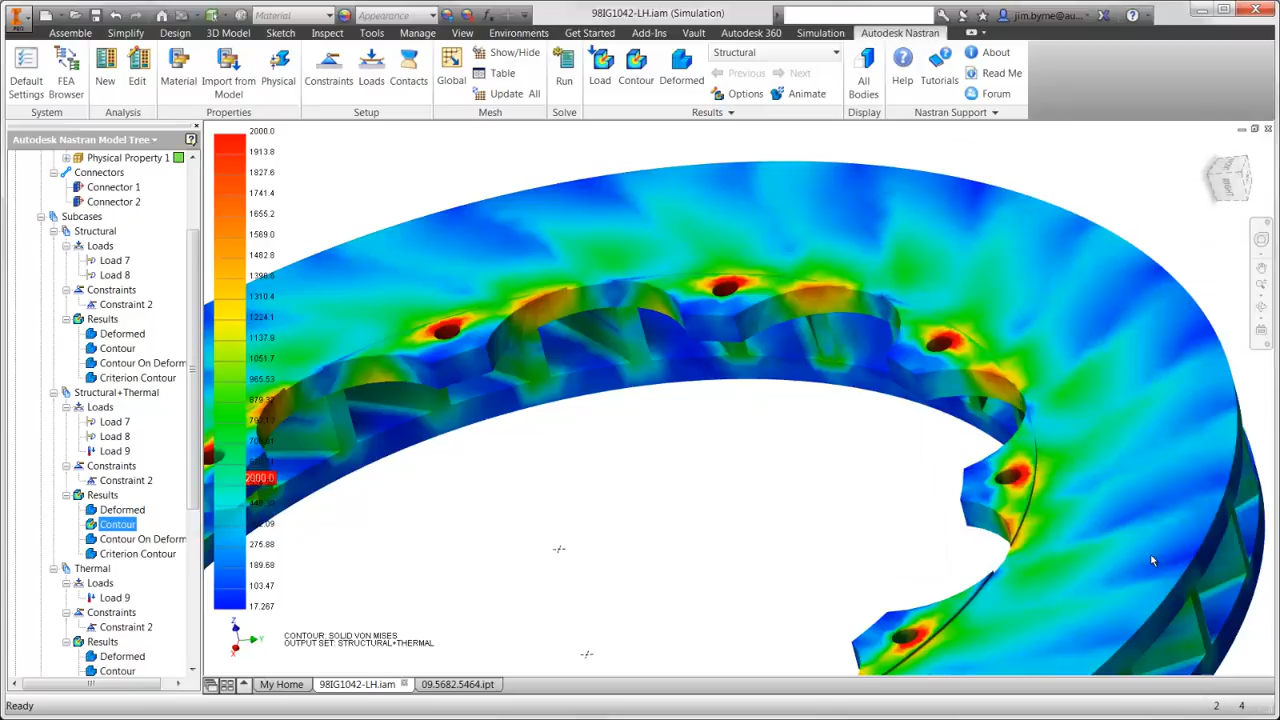 Material
Appearance
98IG1042-LH.iam (Simulation)
jim.byrne@au...
PRO
Assemble Simplify Design 3D Model Sketch Inspect Tools Manage View Environments Get Started Add-Ins Vault Autodesk 360 Simulation Autodesk Nastran
Default Settings
FEA Browser
New
Edit
Material
Import from Model
Physical
Constraints
Loads
Contacts
Global
Show/Hide
Table
Update All
Run
Load
Contour
Deformed
Structural
Previous
Next
Options
Animate
All Bodies
Help
Tutorials
About
Read Me
Forum
System
Analysis
Properties
Setup
Mesh
Solve
Results
Display
Nastran Support
Autodesk Nastran Model Tree
Physical Property 1
Connectors
Connector 1
Connector 2
Subcases
Structural
Loads
Load 7
Load 8
Constraints
Constraint 2
Results
Deformed
Contour
Contour On Deform
Criterion Contour
Structural+Thermal
Loads
Load 7
Load 8
Load 9
Constraints
Constraint 2
Results
Deformed
Contour
Contour On Deform
Criterion Contour
Thermal
Loads
Load 9
Constraints
Constraint 2
Results
Deformed
Contour
2000.0
1913.8
1827.6
1741.4
1655.2
1569.0
1482.8
1396.6
1310.4
1224.1
1137.9
1051.7
965.53
879.32
2000.0
275.88
189.68
103.47
17.267
Z
Y
X
CONTOUR: SOLID VON MISES
OUTPUT SET: STRUCTURAL+THERMAL
RIGHT
My Home
98IG1042-LH.iam
09.5682.5464.ipt
Ready
2 4